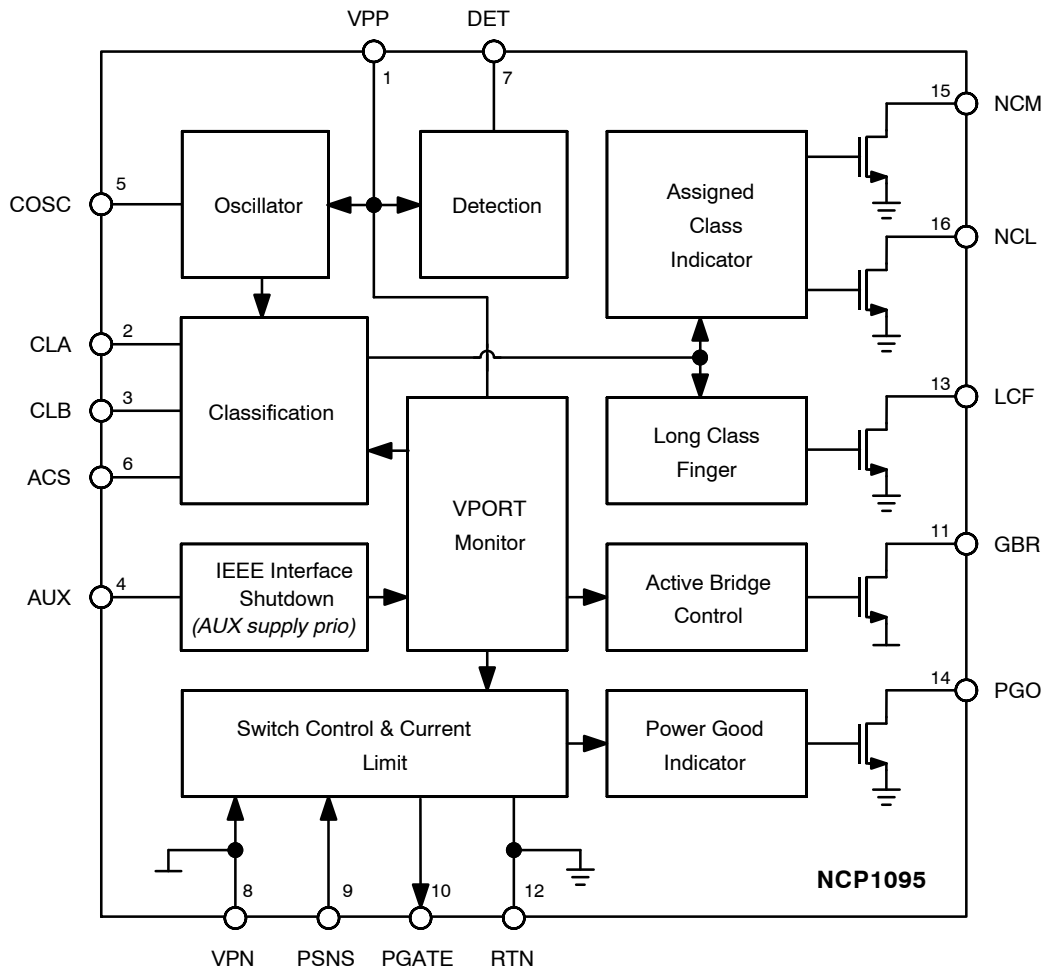 VPP
DET
1
7
15
NCM
5
COSC
Oscillator
Detection
Assigned
Class
Indicator
16
NCL
2
CLA
3
CLB
Classification
6
ACS
13
LCF
Long Class
Finger
VPORT
Monitor
11
GBR
4
AUX
IEEE Interface
Shutdown
(AUX supply prio)
Active Bridge
Control
14
PGO
Switch Control & Current
Limit
Power Good
Indicator
NCP1095
8
9
10
12
VPN
PSNS
PGATE
RTN